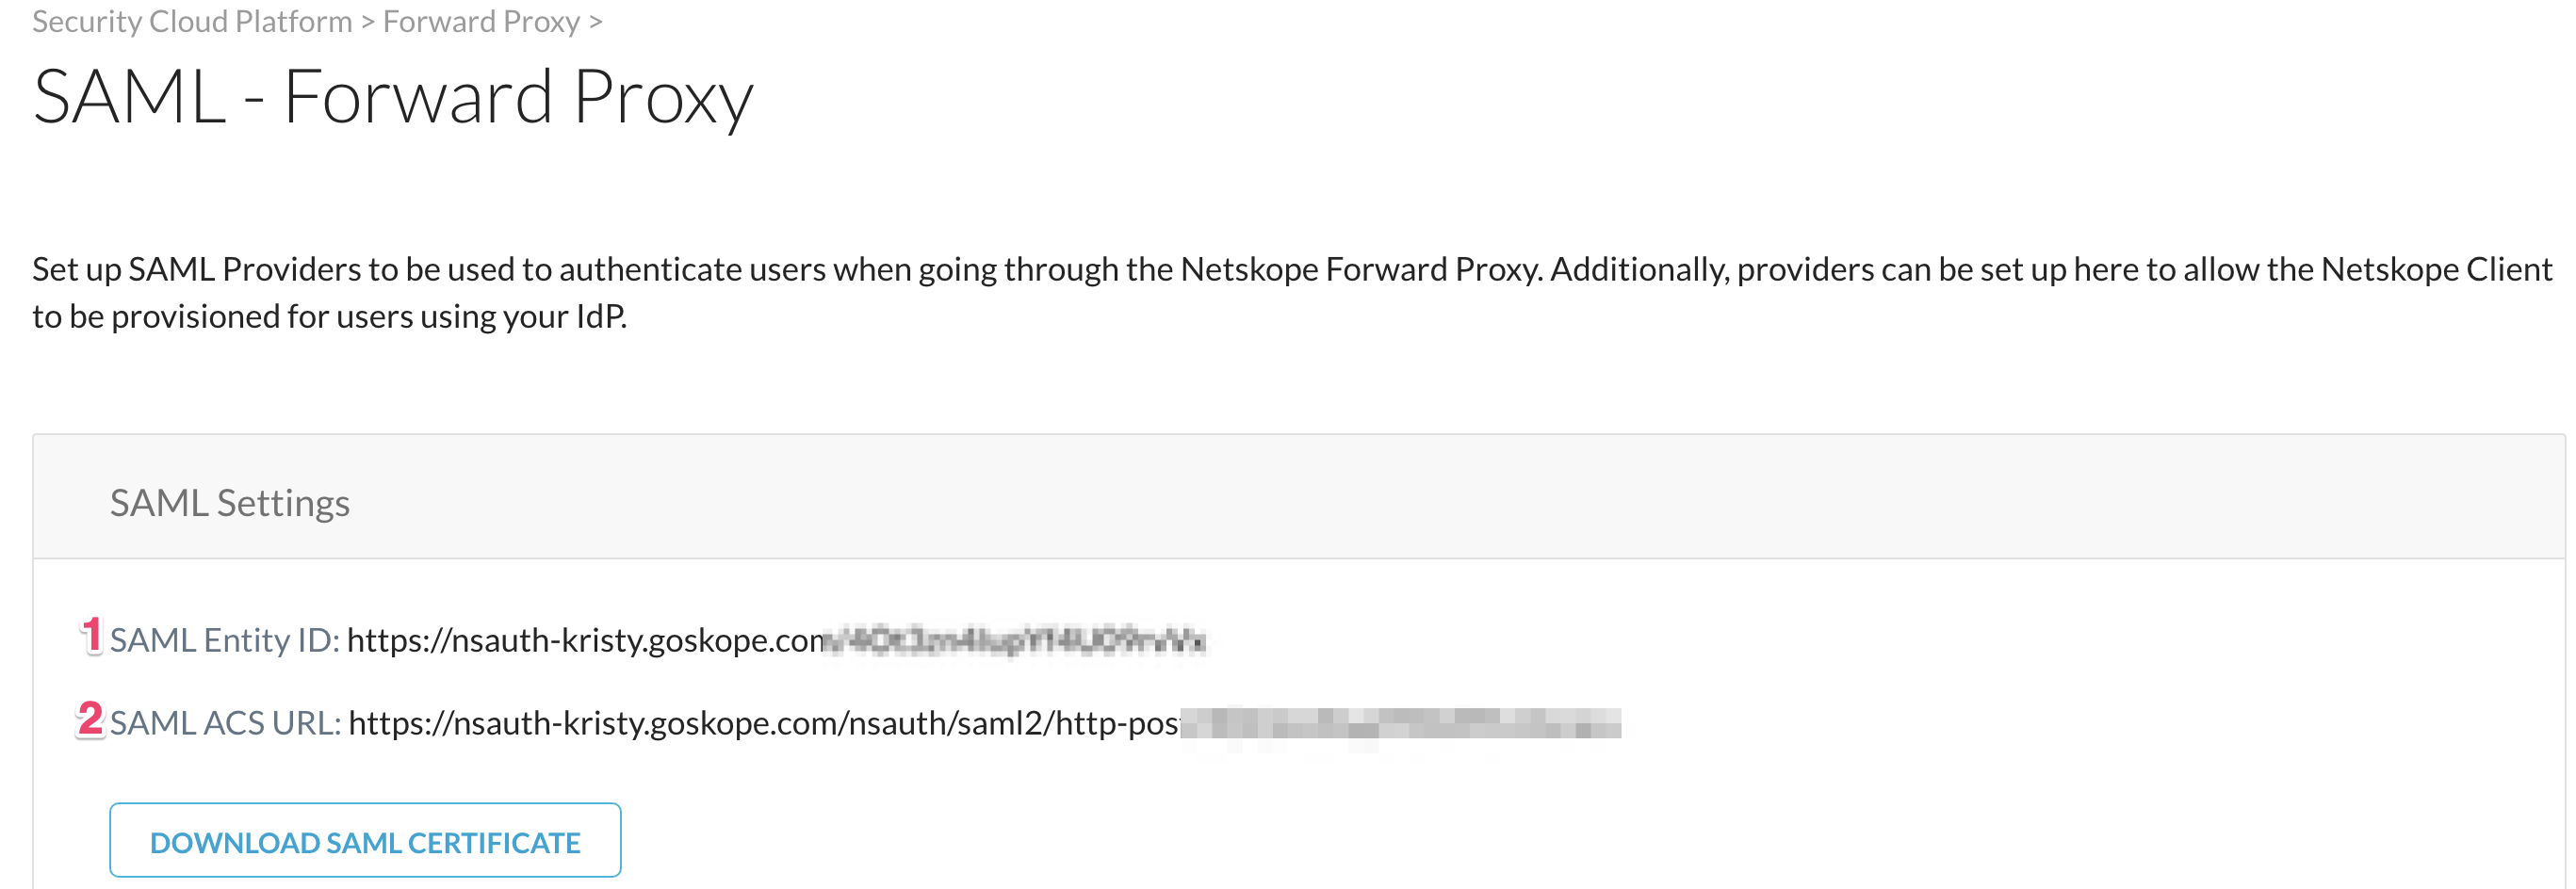 Security Cloud Platform > Forward Proxy >
SAML - Forward Proxy
Set up SAML Providers to be used to authenticate users when going through the Netskope Forward Proxy. Additionally, providers can be set up here to allow the Netskope Client
to be provisioned for users using your IdP.
SAML Settings
1 SAML Entity ID: https://nsauth-kristy.goskope.com
2 SAML ACS URL: https://nsauth-kristy.goskope.com/nsauth/saml2/http-pos
DOWNLOAD SAML CERTIFICATE